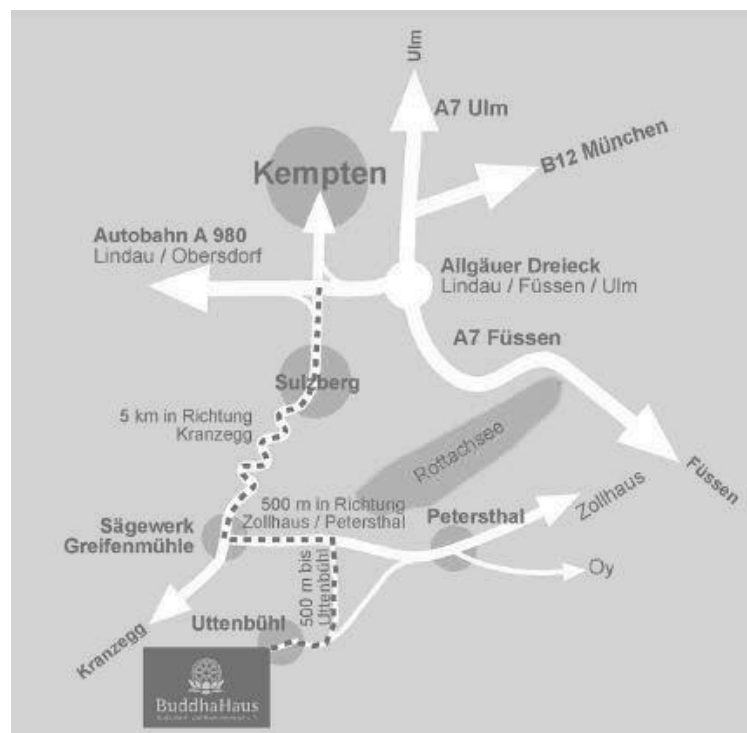 Ulm
A7 Ulm
B12 München
Kempten
Autobahn A 980
Lindau / Obersdorf
Allgäuer Dreieck
Lindau / Füssen / Ulm
A7 Füssen
Sulzberg
5 km in Richtung
Kranzegg
Rottachsee
Füssen
500 m in Richtung
Zollhaus / Petersthal
Zollhaus
Petersthal
Sägewerk
Greifenmühle
500 m bis
Uttenbühl
Oy
Uttenbühl
Kranzegg
BuddhaHaus